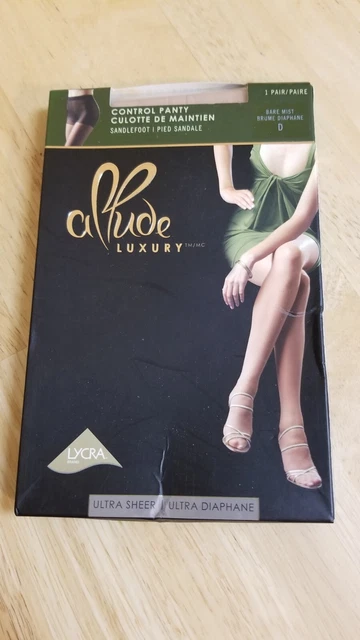 1 PAIR/PAIRE
CONTROL PANTY
CULOTTE DE MAINTIEN
SANDLEFOOT | PIED SANDALE
BARE MIST
BRUME DIAPHANE
D
allude
LUXURY TM/MC
LYCRA
ULTRA SHEER | ULTRA DIAPHANE